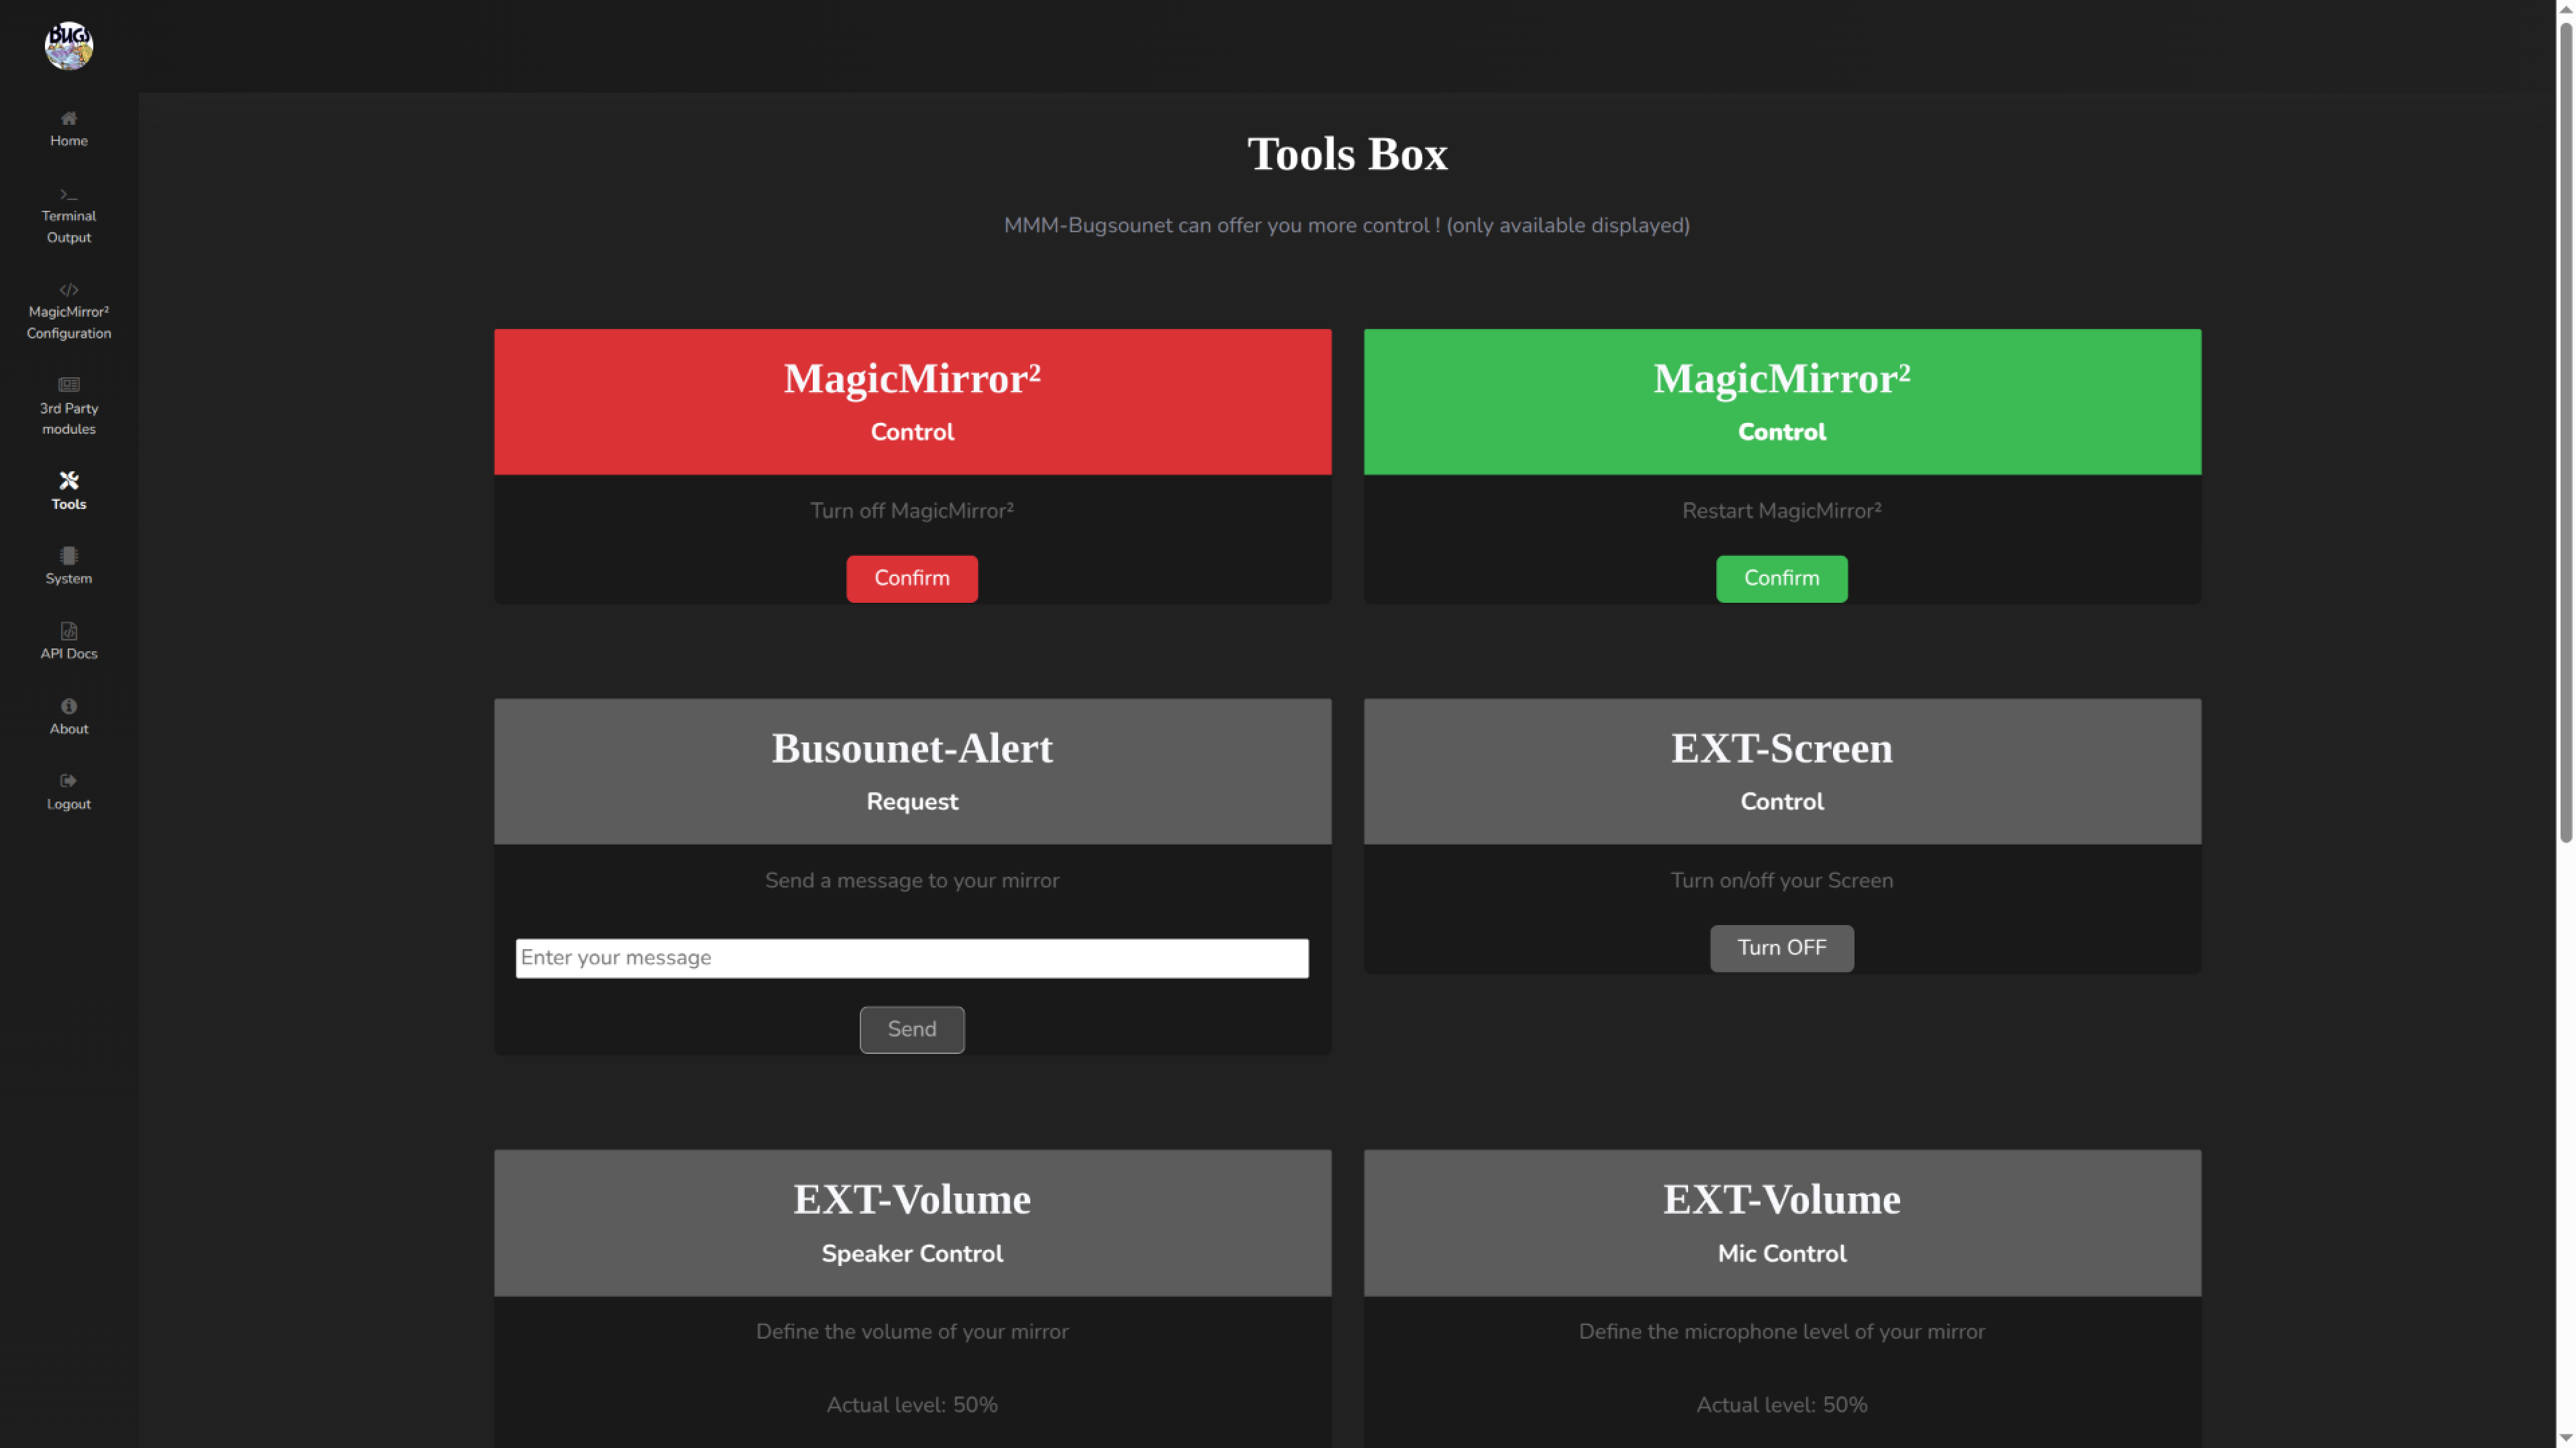 BUGS
Home
Terminal
Output
MagicMirror²
Configuration
3rd Party
modules
Tools
System
API Docs
About
Logout
Tools Box
MMM-Bugsounet can offer you more control ! (only available displayed)
MagicMirror²
Control
Turn off MagicMirror²
Confirm
MagicMirror²
Control
Restart MagicMirror²
Confirm
Busounet-Alert
Request
Send a message to your mirror
Enter your message
Send
EXT-Screen
Control
Turn on/off your Screen
Turn OFF
EXT-Volume
Speaker Control
Define the volume of your mirror
Actual level: 50%
EXT-Volume
Mic Control
Define the microphone level of your mirror
Actual level: 50%